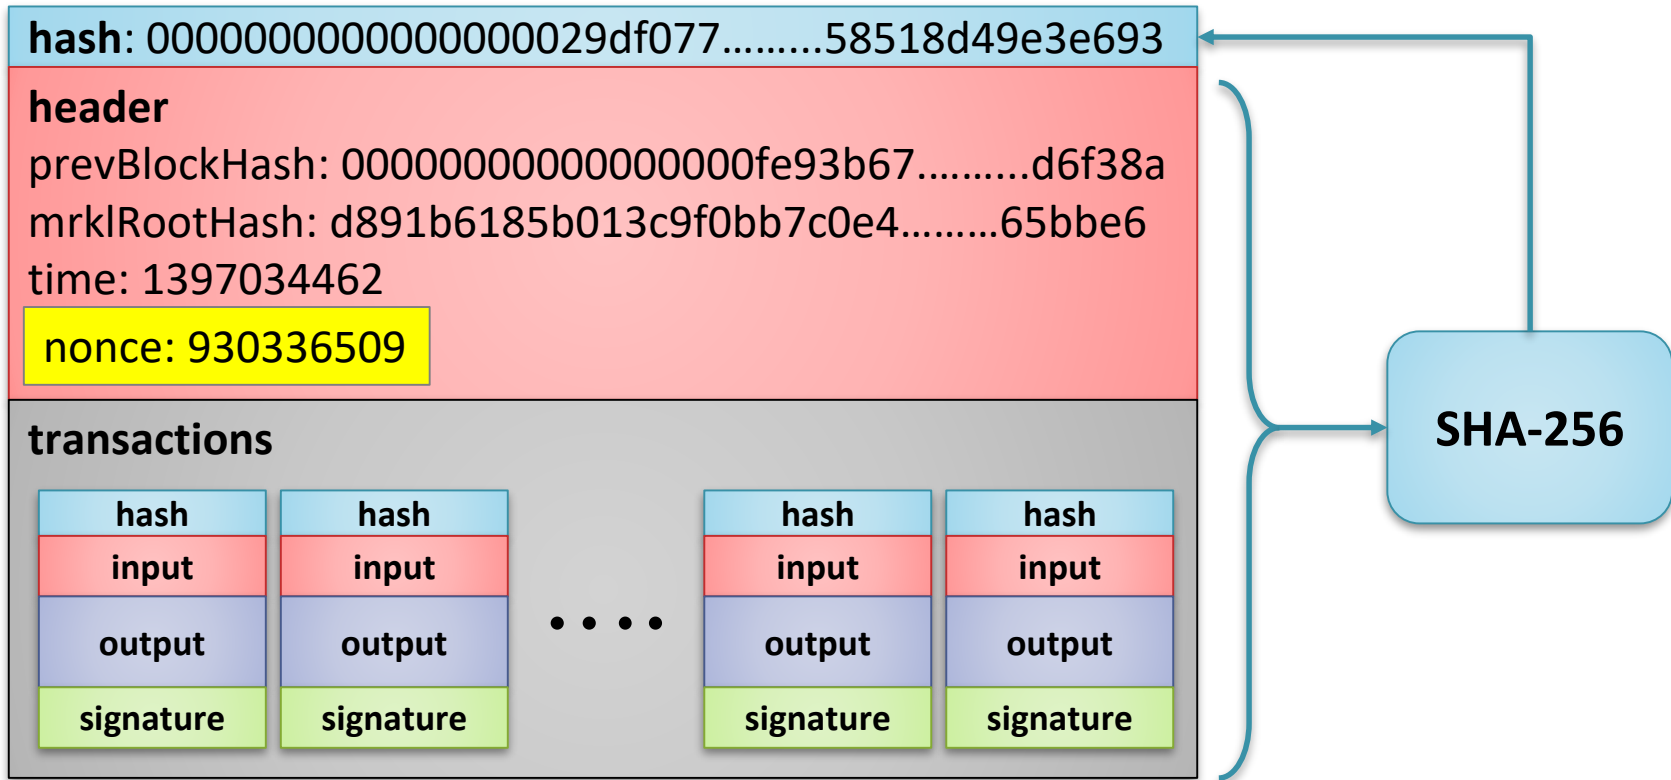 hash: 0000000000000000029df077……...58518d49e3e693
header
prevBlockHash: 00000000000000000fe93b67.……...d6f38a
mrklRootHash: d891b6185b013c9f0bb7c0e4………65bbe6
time: 1397034462
nonce: 930336509
transactions
hash hash hash hash
input input input input
output output • • • • output output
signature signature signature signature
SHA-256